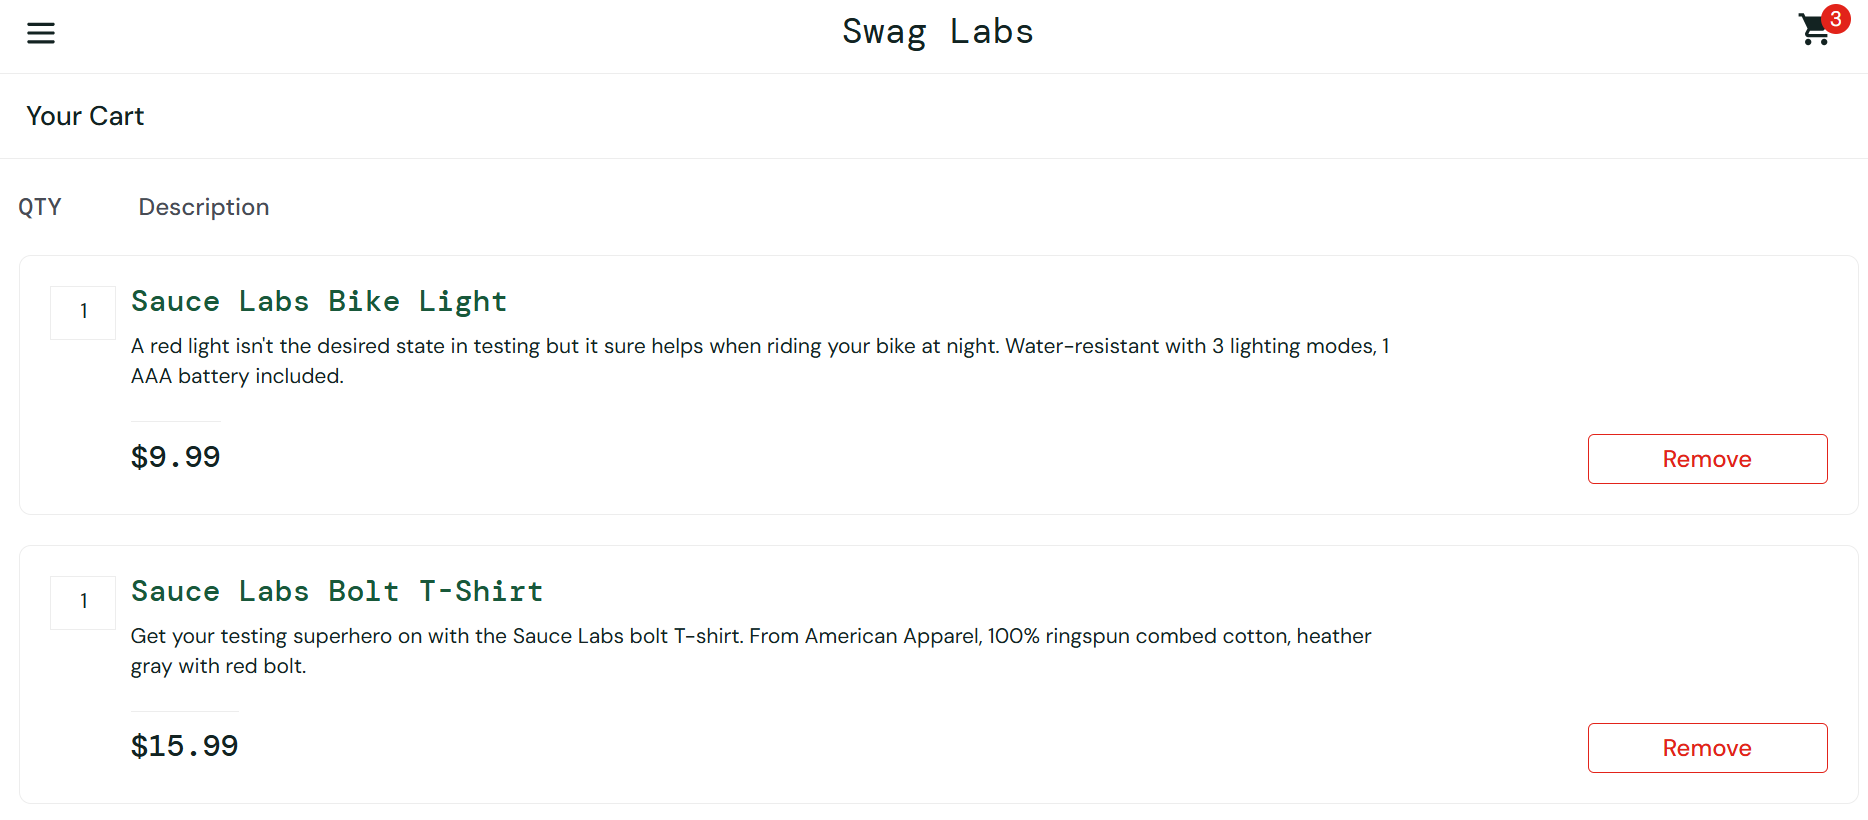 Swag Labs
3
Your Cart
QTY Description
1
Sauce Labs Bike Light
A red light isn't the desired state in testing but it sure helps when riding your bike at night. Water-resistant with 3 lighting modes, 1
AAA battery included.
$9.99
Remove
1
Sauce Labs Bolt T-Shirt
Get your testing superhero on with the Sauce Labs bolt T-shirt. From American Apparel, 100% ringspun combed cotton, heather
gray with red bolt.
$15.99
Remove